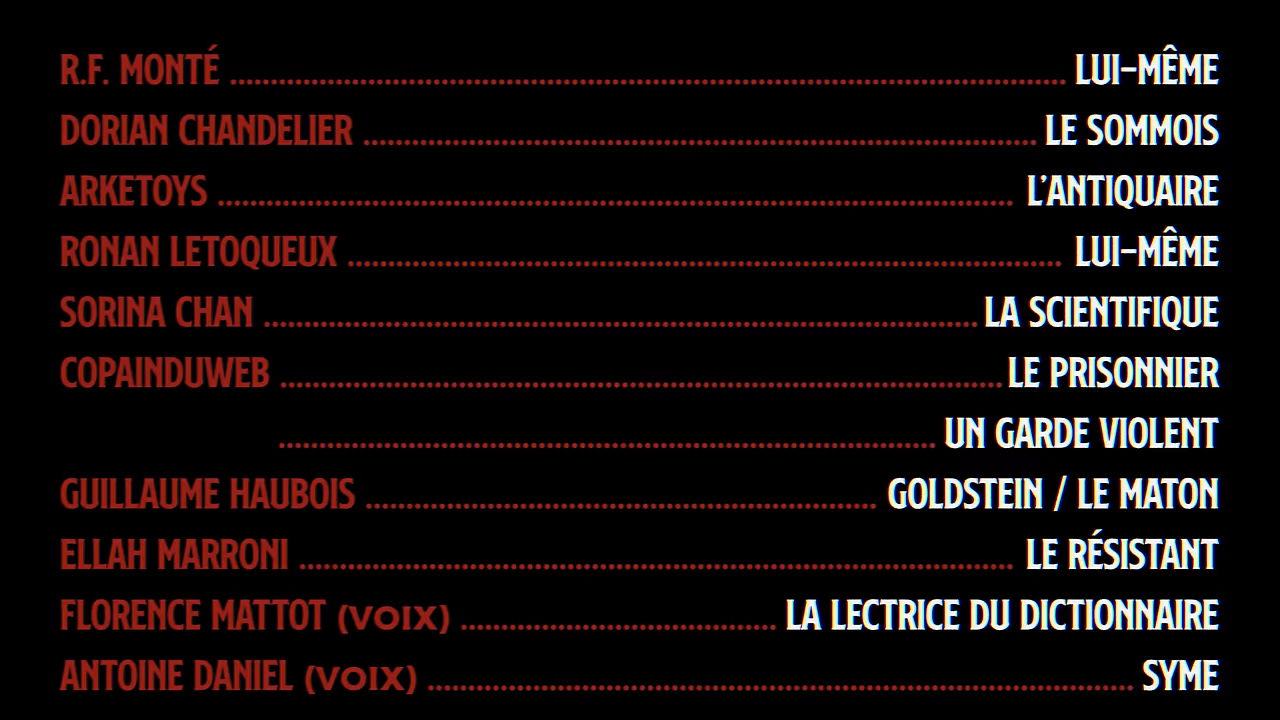 R.F. MONTÉ ........................ LUI-MÊME
DORIAN CHANDELIER ........................ LE SOMMOIS
ARKETOYS ........................ L’ANTIQUAIRE
RONAN LETOQUEUX ........................ LUI-MÊME
SORINA CHAN ........................ LA SCIENTIFIQUE
COPAINDUWEB ........................ LE PRISONNIER
........................ UN GARDE VIOLENT
GUILLAUME HAUBOIS ........................ GOLDSTEIN / LE MATON
ELLAH MARRONI ........................ LE RÉSISTANT
FLORENCE MATTOT (VOIX) ........................ LA LECTRICE DU DICTIONNAIRE
ANTOINE DANIEL (VOIX) ........................ SYME